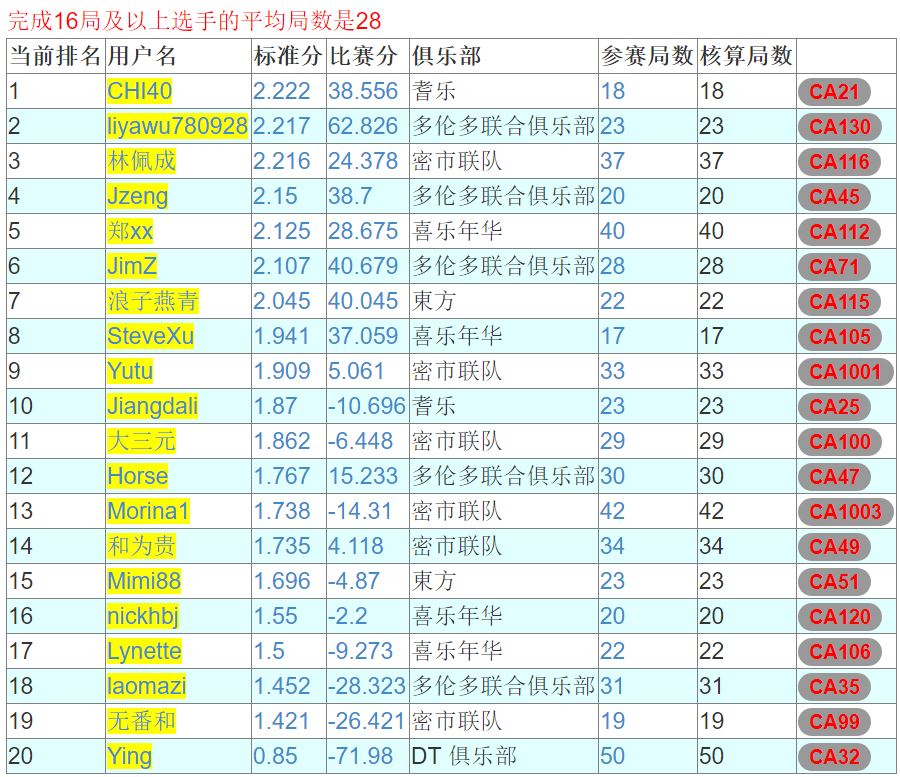 完成16局及以上选手的平均局数是28
当前排名 用户名 标准分 比赛分 俱乐部 参赛局数 核算局数
1 CHI40 2.222 38.556 耆乐 18 18 CA21
2 liyawu780928 2.217 62.826 多伦多联合俱乐部 23 23 CA130
3 林佩成 2.216 24.378 密市联队 37 37 CA116
4 Jzeng 2.15 38.7 多伦多联合俱乐部 20 20 CA45
5 郑xx 2.125 28.675 喜乐年华 40 40 CA112
6 JimZ 2.107 40.679 多伦多联合俱乐部 28 28 CA71
7 浪子燕青 2.045 40.045 東方 22 22 CA115
8 SteveXu 1.941 37.059 喜乐年华 17 17 CA105
9 Yutu 1.909 5.061 密市联队 33 33 CA1001
10 Jiangdali 1.87 -10.696 耆乐 23 23 CA25
11 大三元 1.862 -6.448 密市联队 29 29 CA100
12 Horse 1.767 15.233 多伦多联合俱乐部 30 30 CA47
13 Morina1 1.738 -14.31 密市联队 42 42 CA1003
14 和为贵 1.735 4.118 密市联队 34 34 CA49
15 Mimi88 1.696 -4.87 東方 23 23 CA51
16 nickhbj 1.55 -2.2 喜乐年华 20 20 CA120
17 Lynette 1.5 -9.273 喜乐年华 22 22 CA106
18 laomazi 1.452 -28.323 多伦多联合俱乐部 31 31 CA35
19 无番和 1.421 -26.421 密市联队 19 19 CA99
20 Ying 0.85 -71.98 DT 俱乐部 50 50 CA32